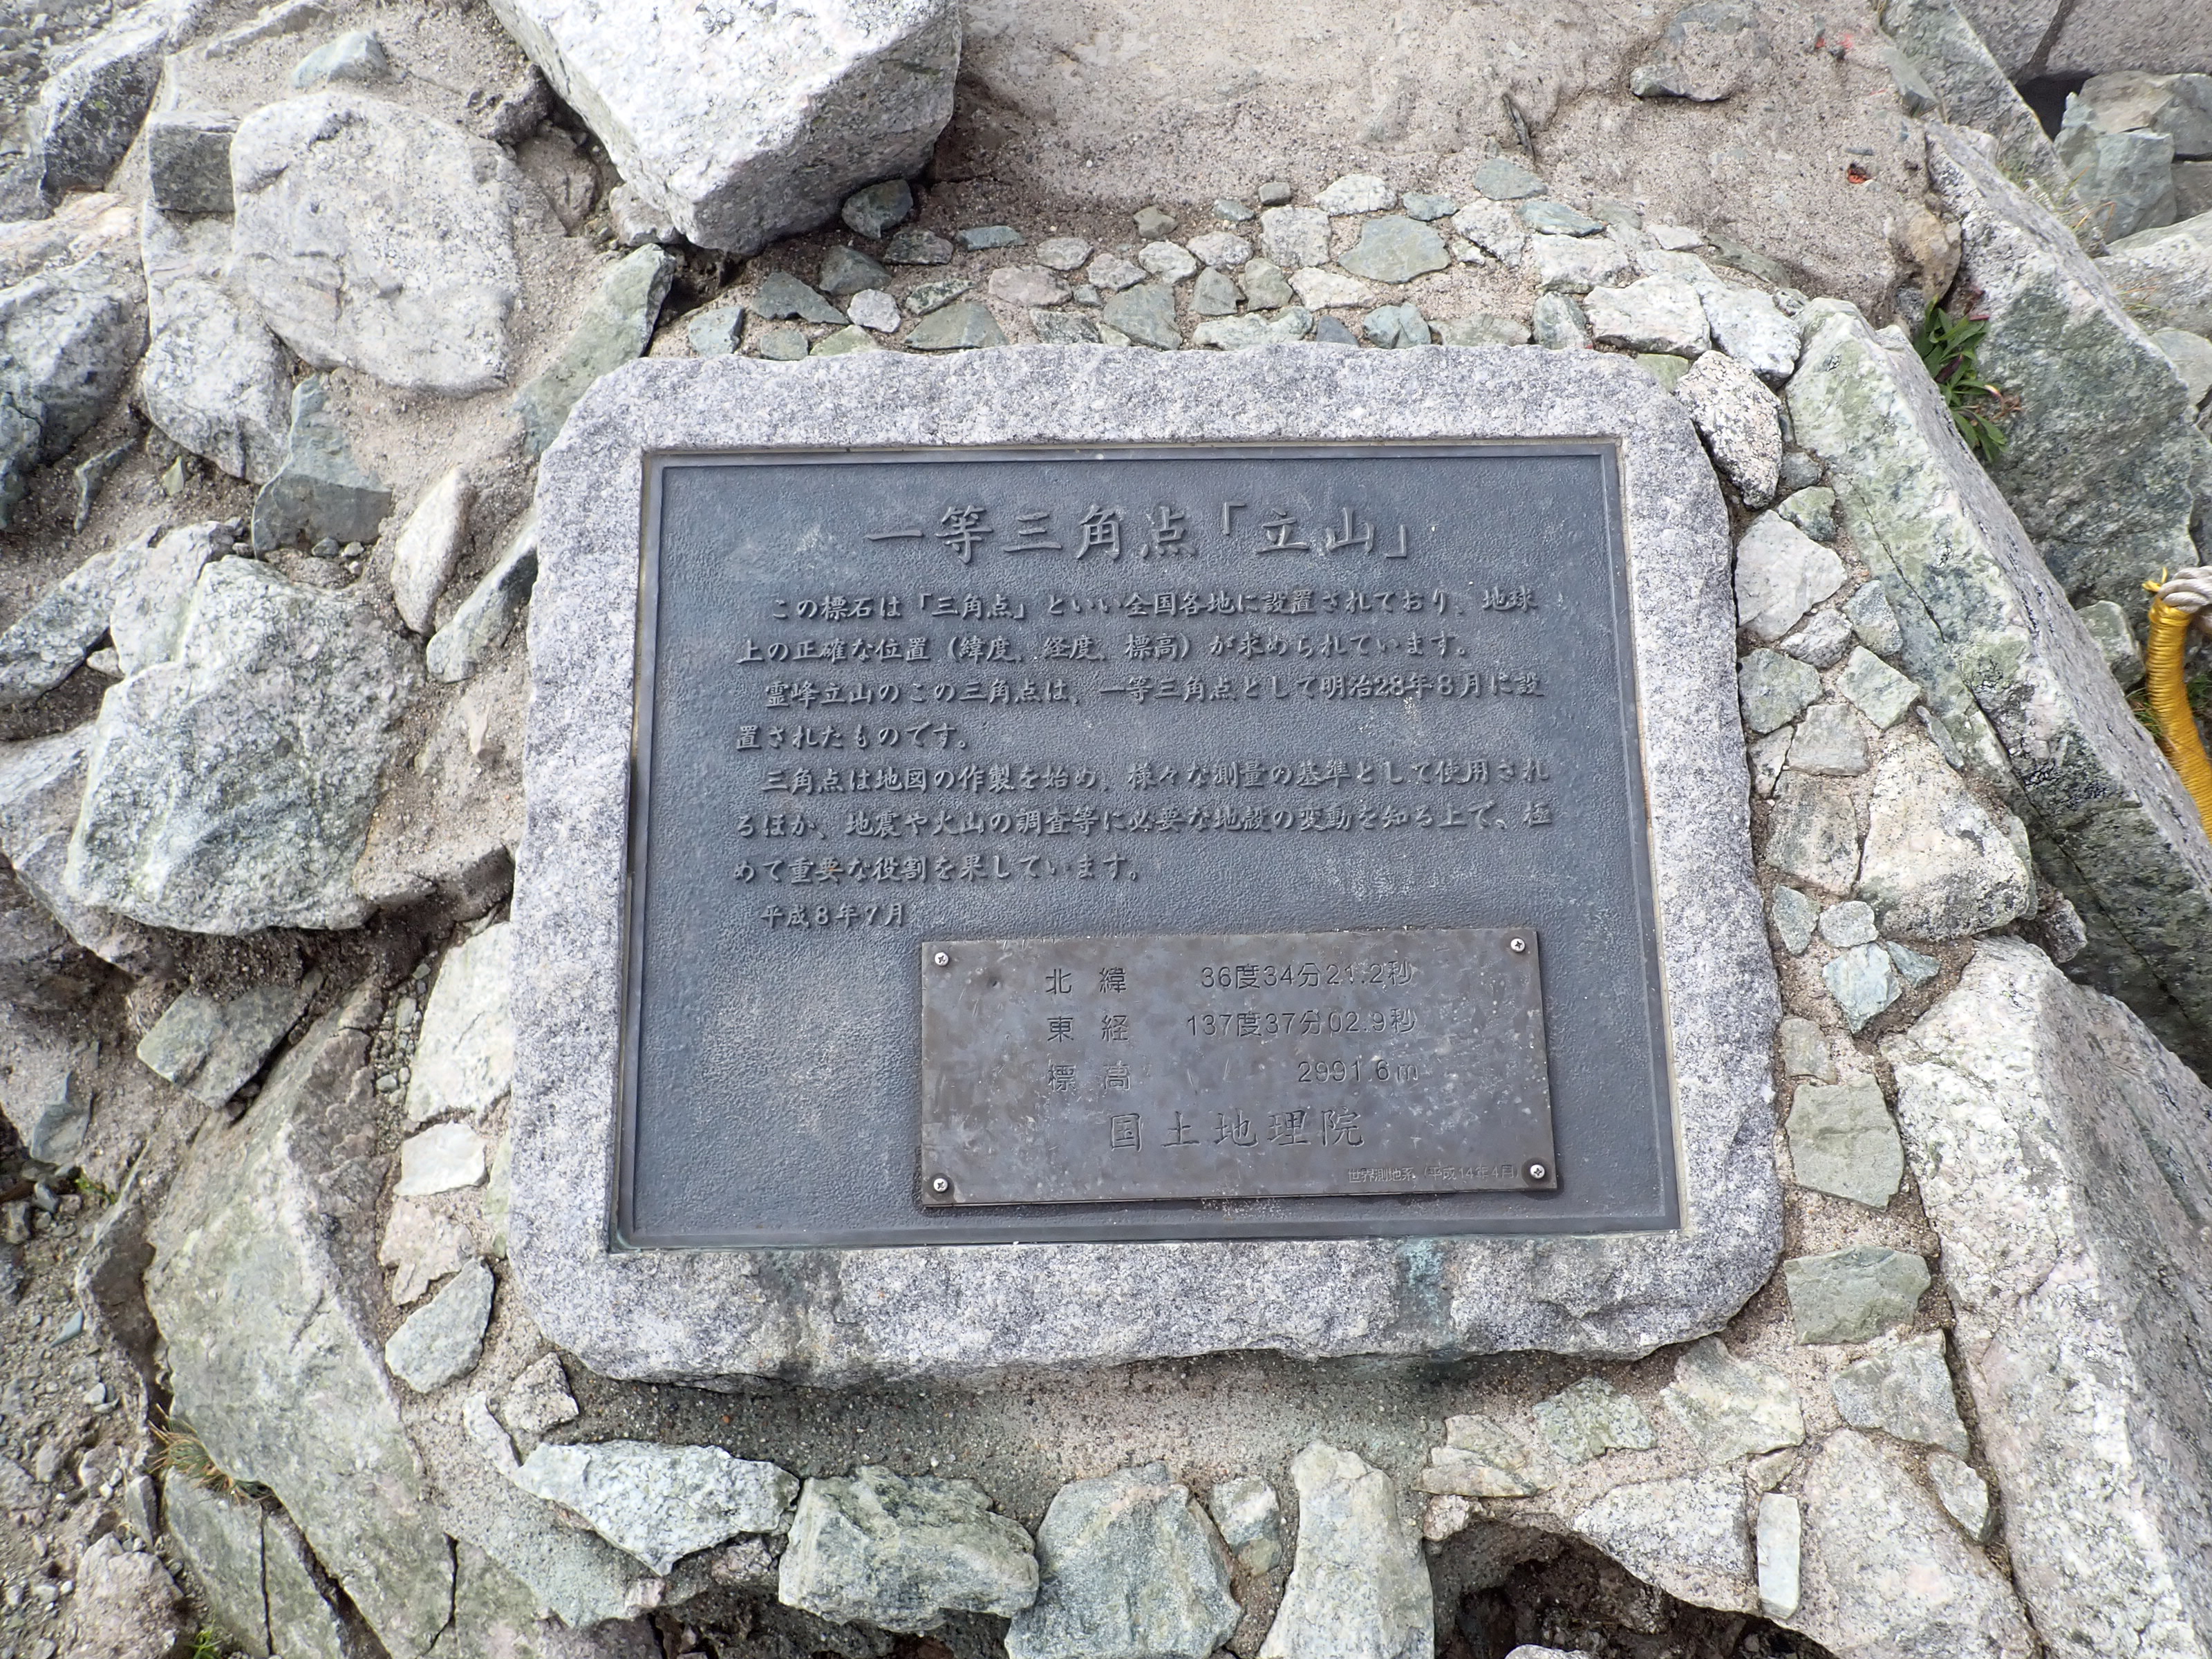 一等三角点「立山」
この標石は「三角点」といい全国各地に設置されており、地球
上の正確な位置（緯度、経度、標高）が求められています。
霊峰立山のこの三角点は、一等三角点として明治28年8月に設
置されたものです。
三角点は地図の作製を始め、様々な測量の基準として使用され
るほか、地震や火山の調査等に必要な地殻の変動を知る上で、極
めて重要な役割を果しています。
平成8年7月
北緯 36度34分21.2秒
東経 137度37分02.9秒
標高 2991.6m
国土地理院
世界測地系（平成14年4月）